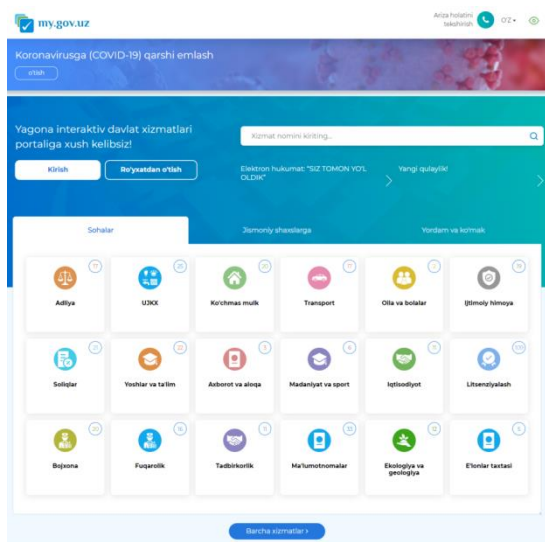 my.gov.uz
Ariza holatini
tekshirish
O'Z
Koronavirusga (COVID-19) qarshi emlash
o'tish
Yagona interaktiv davlat xizmatlari
portaliga xush kelibsiz!
Xizmat nomini kiriting...
Kirish
Ro'yxatdan o'tish
Elektron hukumat: "SIZ TOMON YO'L
OLDIK"
Yangi qulaylik!
Sohalar
Jismoniy shaxslarga
Yordam va ko'mak
Adliya
UJKX
Ko'chmas mulk
Transport
Oila va bolalar
Ijtimoiy himoya
Soliqlar
Yoshlar va ta'lim
Axborot va aloqa
Madaniyat va sport
Iqtisodiyot
Litsenziyalash
Bojxona
Fuqarolik
Tadbirkorlik
Ma'lumotnomalar
Ekologiya va
geologiya
E'lonlar taxtasi
Barcha xizmatlar